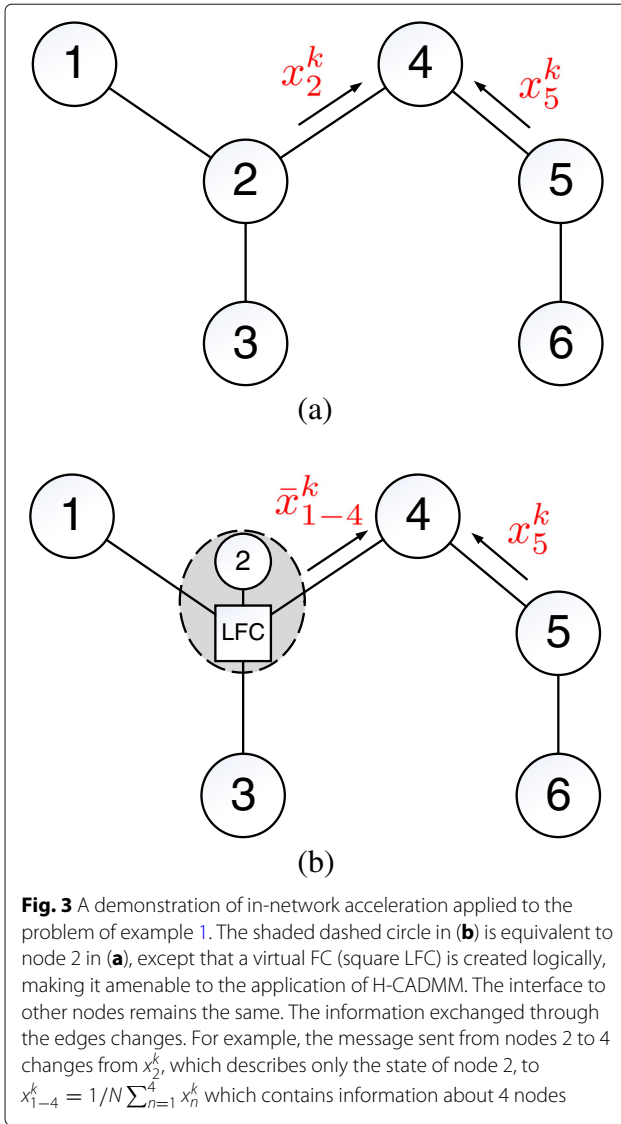 1
4
x_2^k
x_5^k
2
5
3
6
(a)
1
4
x̄_{1−4}^k
x_5^k
2
LFC
5
3
6
(b)
Fig. 3 A demonstration of in-network acceleration applied to the
problem of example 1. The shaded dashed circle in (b) is equivalent to
node 2 in (a), except that a virtual FC (square LFC) is created logically,
making it amenable to the application of H-CADMM. The interface to
other nodes remains the same. The information exchanged through
the edges changes. For example, the message sent from nodes 2 to 4
changes from x_2^k, which describes only the state of node 2, to
x_{1−4}^k = 1/N ∑_{n=1}^4 x_n^k which contains information about 4 nodes